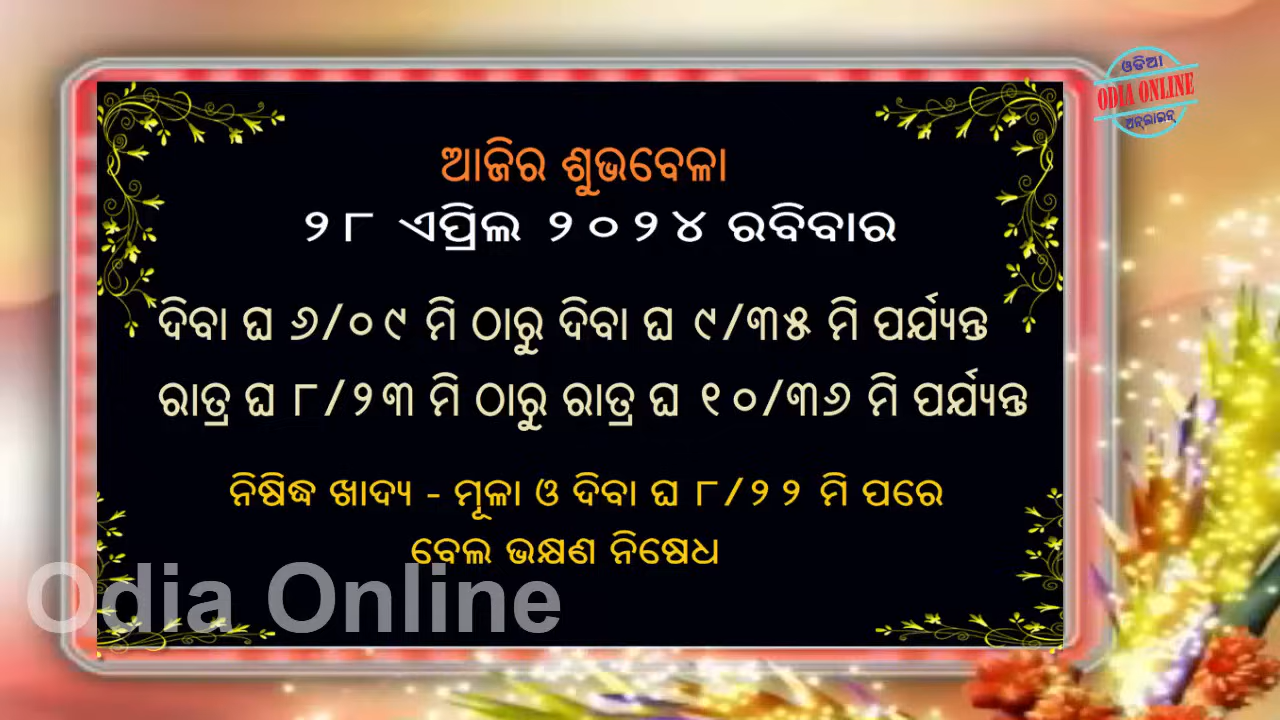 ଓଡିଆ
ODIA ONLINE
ଅନ୍‌ଲାଇନ୍
ଆଜିର ଶୁଭବେଳା
୨୮ ଏପ୍ରିଲ ୨୦୨୪ ରବିବାର
ଦିବା ଘ ୬/୦୯ ମି ଠାରୁ ଦିବା ଘ ୯/୩୫ ମି ପର୍ଯ୍ୟନ୍ତ
ରାତ୍ର ଘ ୮/୨୩ ମି ଠାରୁ ରାତ୍ର ଘ ୧୦/୩୬ ମି ପର୍ଯ୍ୟନ୍ତ
ନିଷିଦ୍ଧ ଖାଦ୍ୟ - ମୂଳା ଓ ଦିବା ଘ ୮/୨୨ ମି ପରେ
ବେଲ ଭକ୍ଷଣ ନିଷେଧ
Odia Online